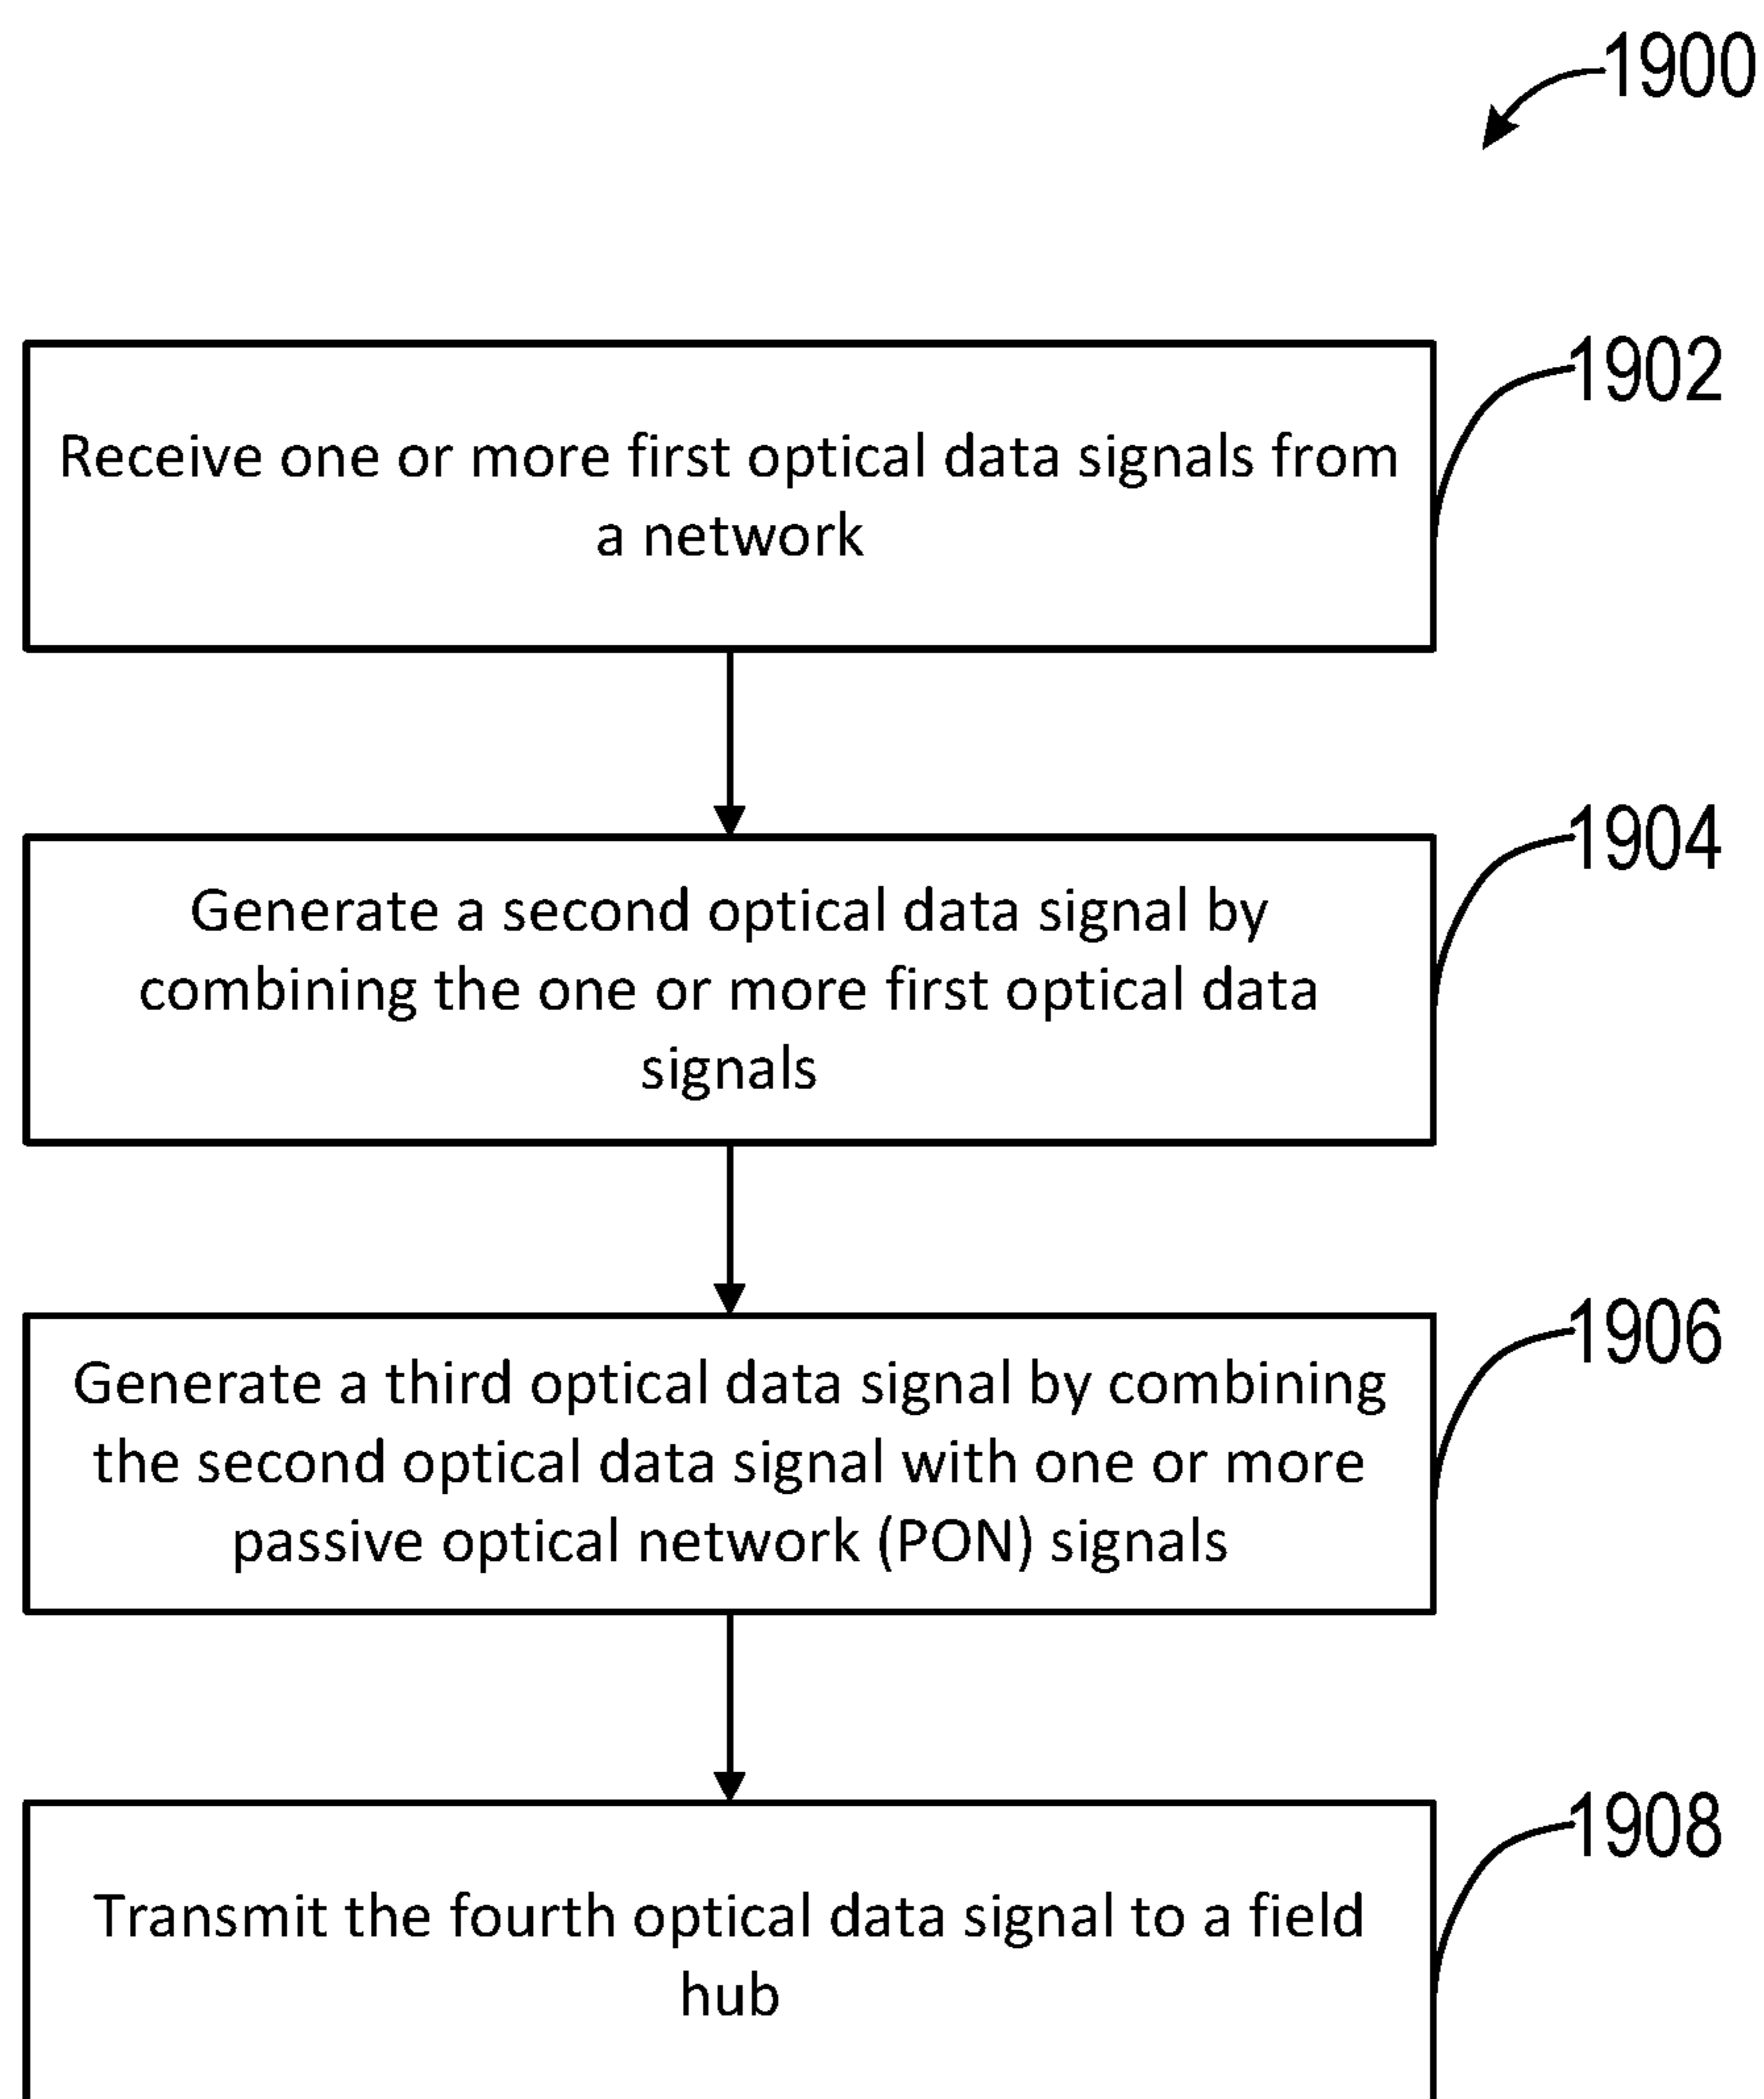 1900
1902
Receive one or more first optical data signals from
a network
1904
Generate a second optical data signal by
combining the one or more first optical data
signals
1906
Generate a third optical data signal by combining
the second optical data signal with one or more
passive optical network (PON) signals
1908
Transmit the fourth optical data signal to a field
hub